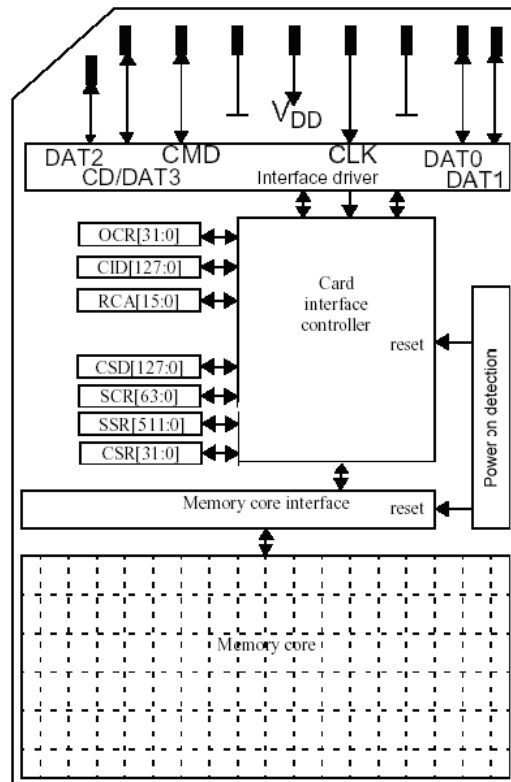 V_DD
DAT2 CMD CLK DAT0
CD/DAT3 Interface driver DAT1
OCR[31:0]
CID[127:0]
RCA[15:0]
CSD[127:0]
SCR[63:0]
SSR[511:0]
CSR[31:0]
Card
interface
controller
reset
Power on detection
Memory core interface reset
Memory core